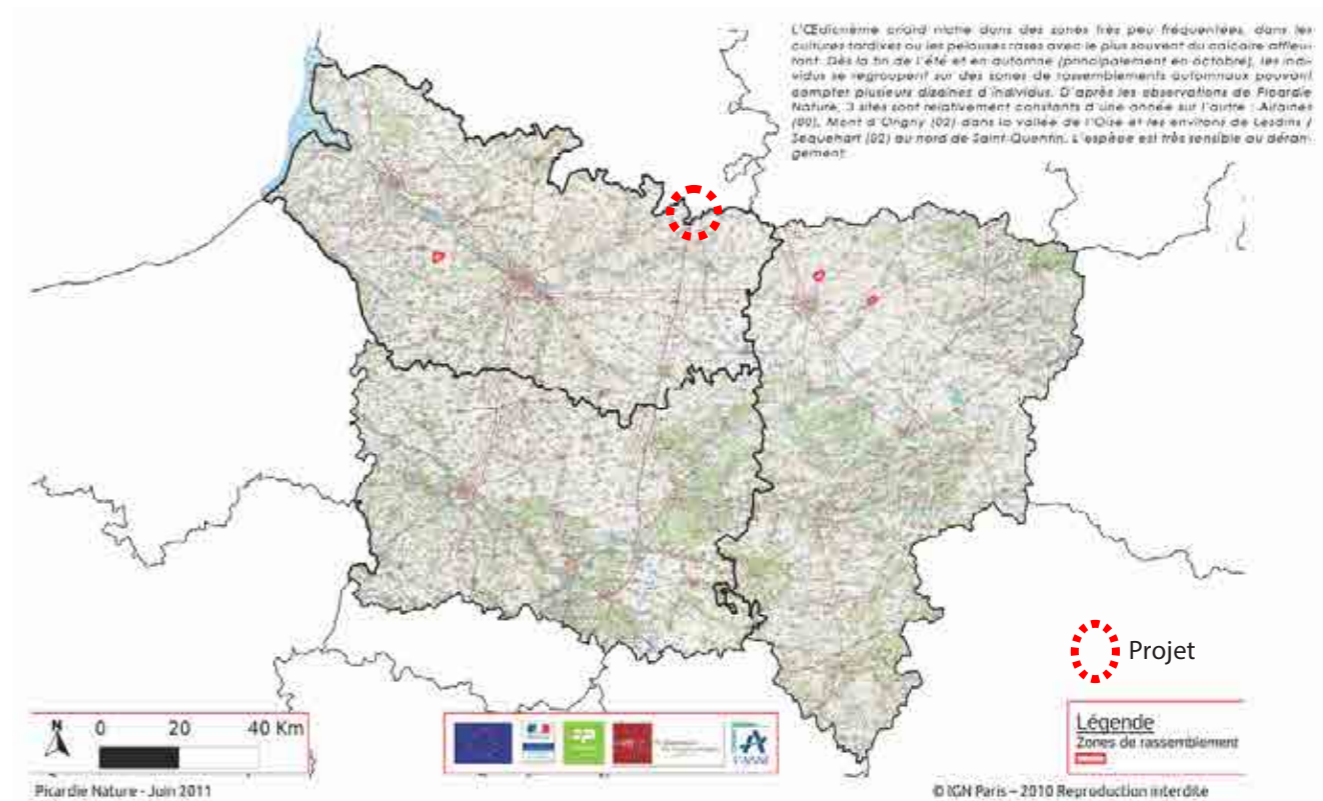 L'Œdicnème criard niche dans des zones très peu fréquentées, dans les
cultures tardives ou les pelouses rases avec le plus souvent du calcaire affleu-
rant. Dès la fin de l'été et en automne (principalement en octobre), les indi-
vidus se regroupent sur des zones de rassemblements automnaux pouvant
compter plusieurs dizaines d'individus. D'après les observations de Picardie
Nature, 3 sites sont relativement constants d'une année sur l'autre : Airaines
(80), Mont d'Origny (02) dans la vallée de l'Oise et les environs de Lesdins /
Sequehart (02) au nord de Saint-Quentin. L'espèce est très sensible au déran-
gement.
Projet
N
0 20 40 Km
Légende
Zones de rassemblement
Picardie Nature - Juin 2011
© IGN Paris – 2010 Reproduction interdite